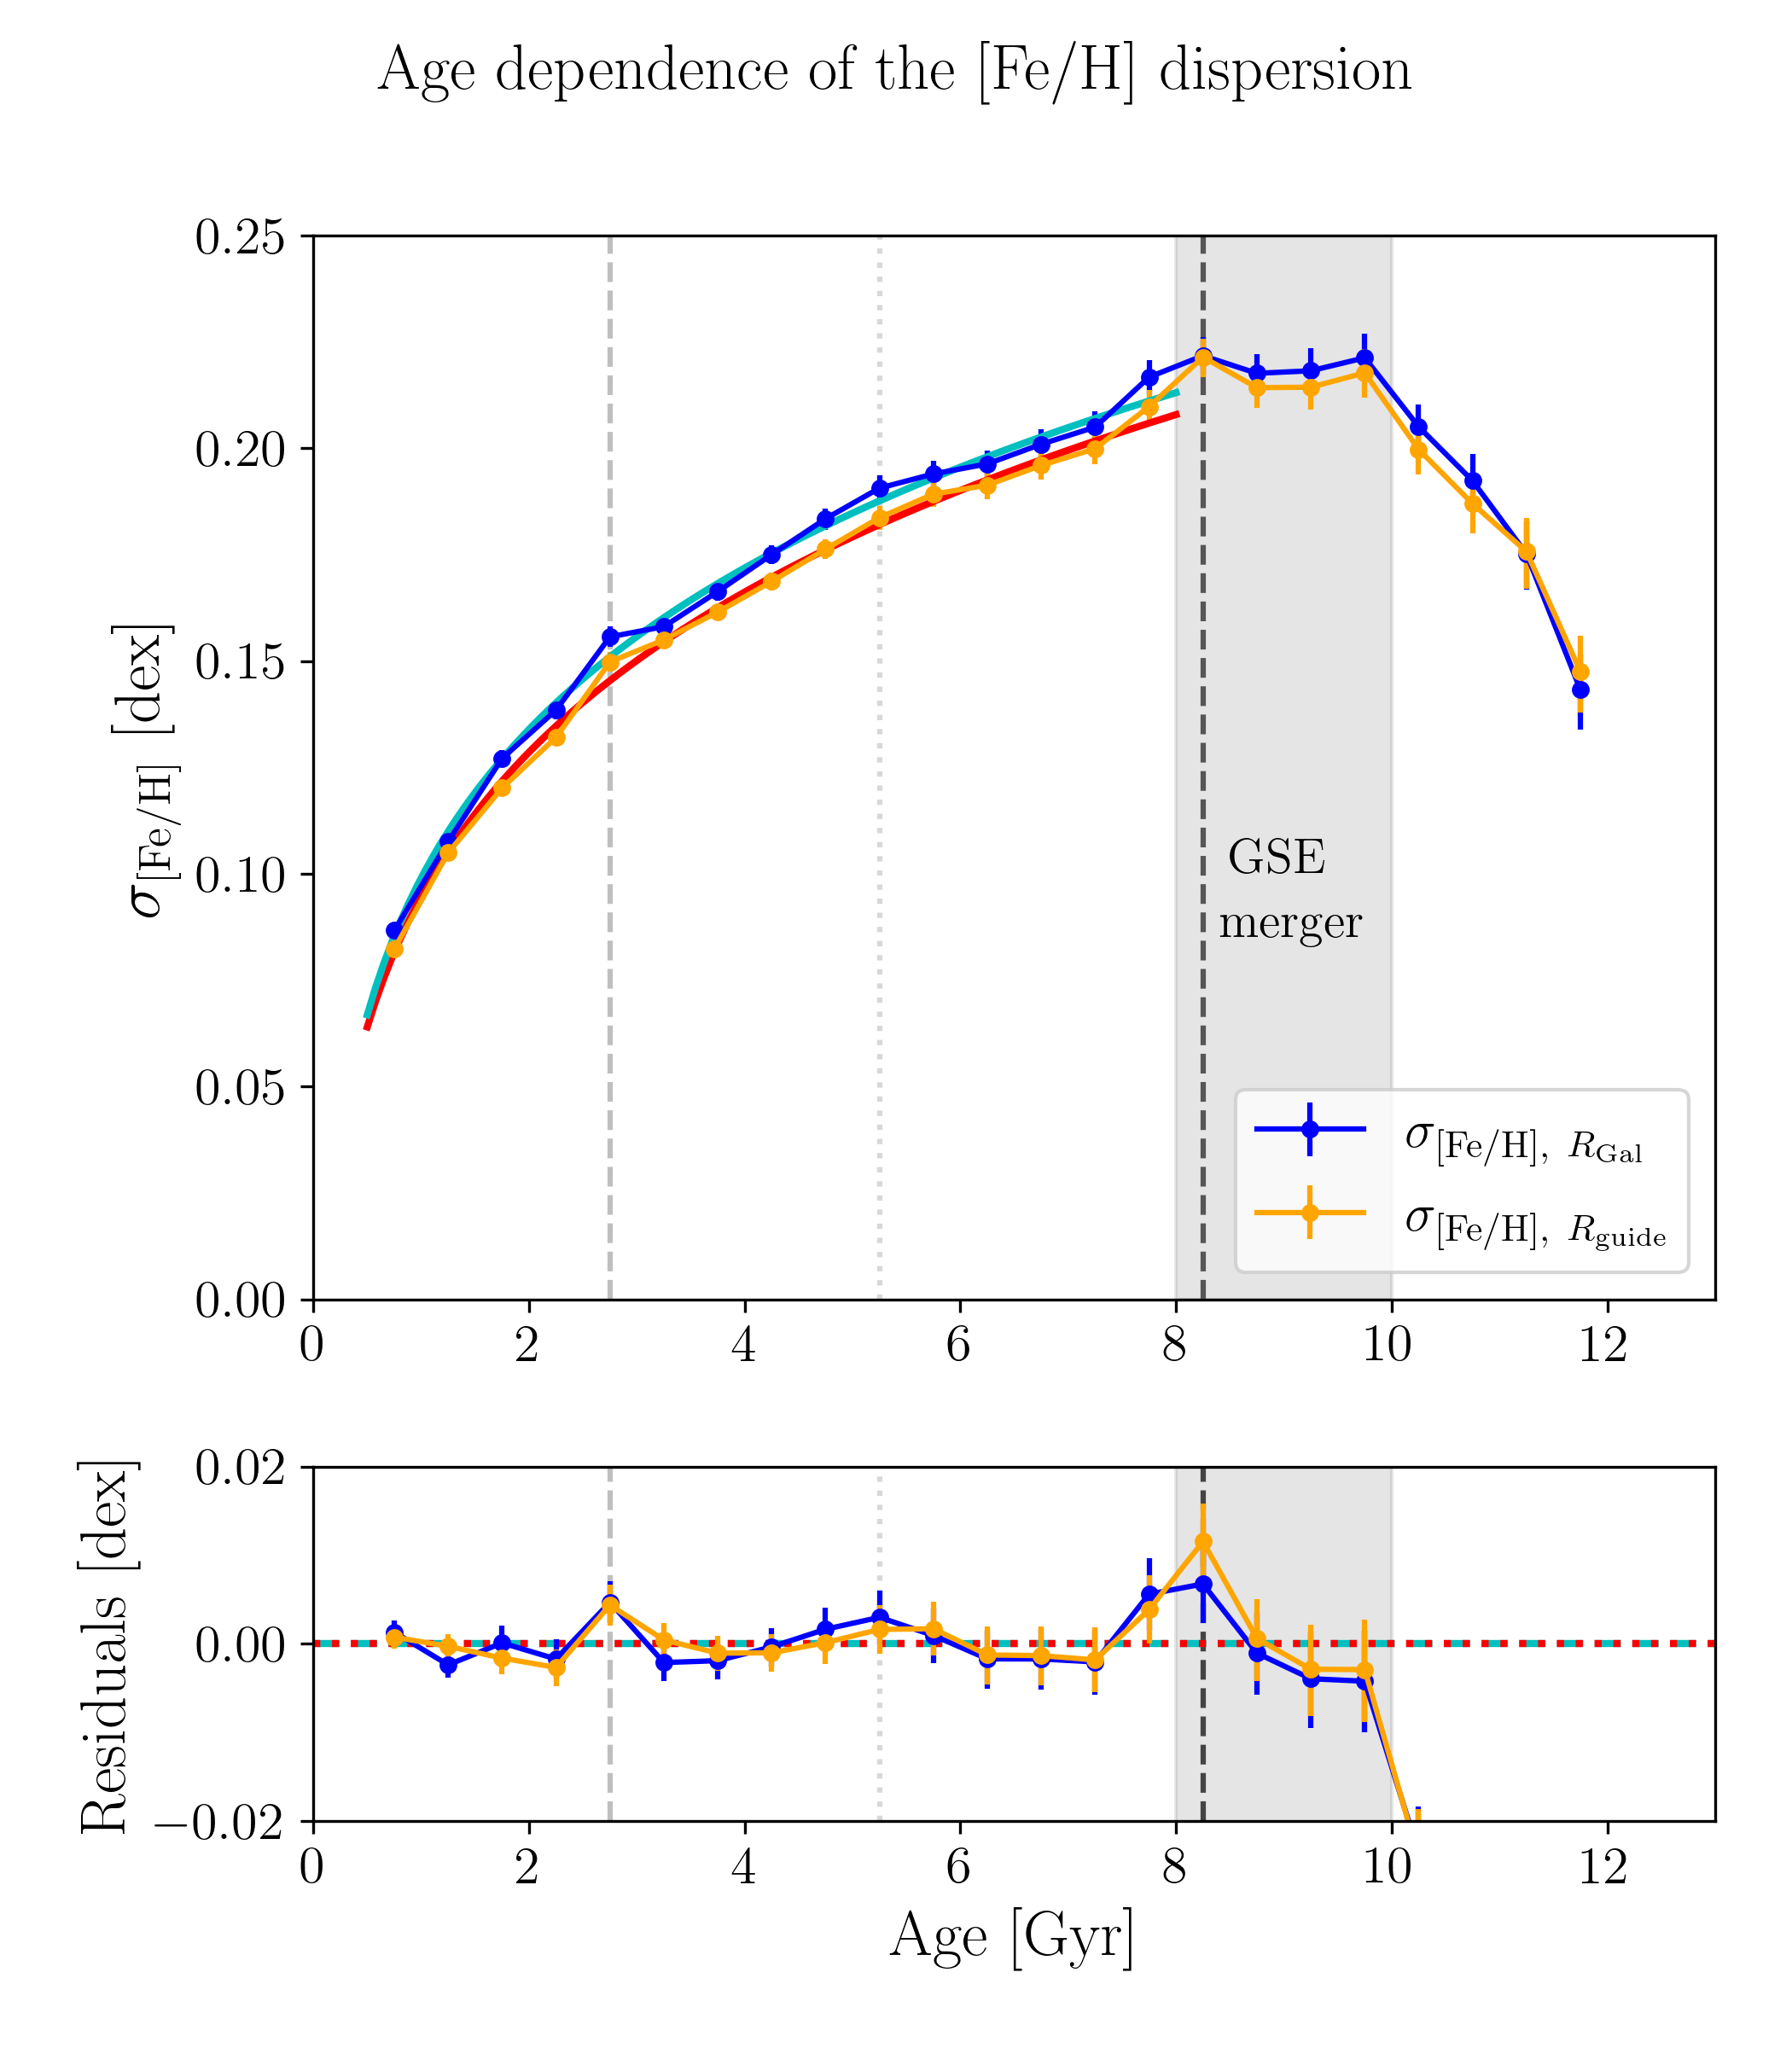 Age dependence of the [Fe/H] dispersion
0.25
0.20
0.15
0.10
0.05
0.00
σ[Fe/H] [dex]
GSE
merger
σ[Fe/H], RGal
σ[Fe/H], Rguide
0 2 4 6 8 10 12
0.02
0.00
−0.02
Residuals [dex]
0 2 4 6 8 10 12
Age [Gyr]